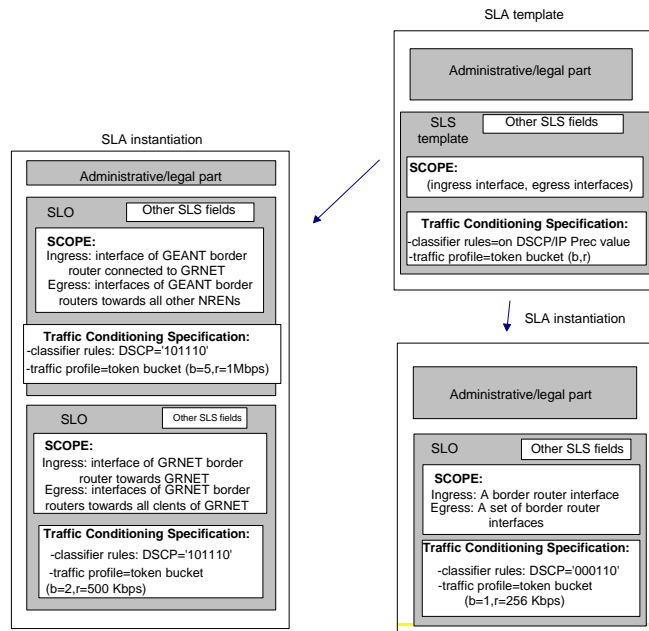 SLA template
Administrative/legal part
SLS
template
Other SLS fields
SCOPE:
(ingress interface, egress interfaces)
Traffic Conditioning Specification:
-classifier rules=on DSCP/IP Prec value
-traffic profile=token bucket (b,r)
SLA instantiation
Administrative/legal part
SLO
Other SLS fields
SCOPE:
Ingress: interface of GEANT border
router connected to GRNET
Egress: interfaces of GEANT border
routers towards all other NRENs
Traffic Conditioning Specification:
-classifier rules: DSCP='101110'
-traffic profile=token bucket (b=5,r=1Mbps)
SLO
Other SLS fields
SCOPE:
Ingress: interface of GRNET border
router towards GRNET
Egress: interfaces of GRNET border
routers towards all clents of GRNET
Traffic Conditioning Specification:
-classifier rules: DSCP='101110'
-traffic profile=token bucket
(b=2,r=500 Kbps)
SLA instantiation
Administrative/legal part
SLO
Other SLS fields
SCOPE:
Ingress: A border router interface
Egress: A set of border router
interfaces
Traffic Conditioning Specification:
-classifier rules: DSCP='000110'
-traffic profile=token bucket
(b=1,r=256 Kbps)